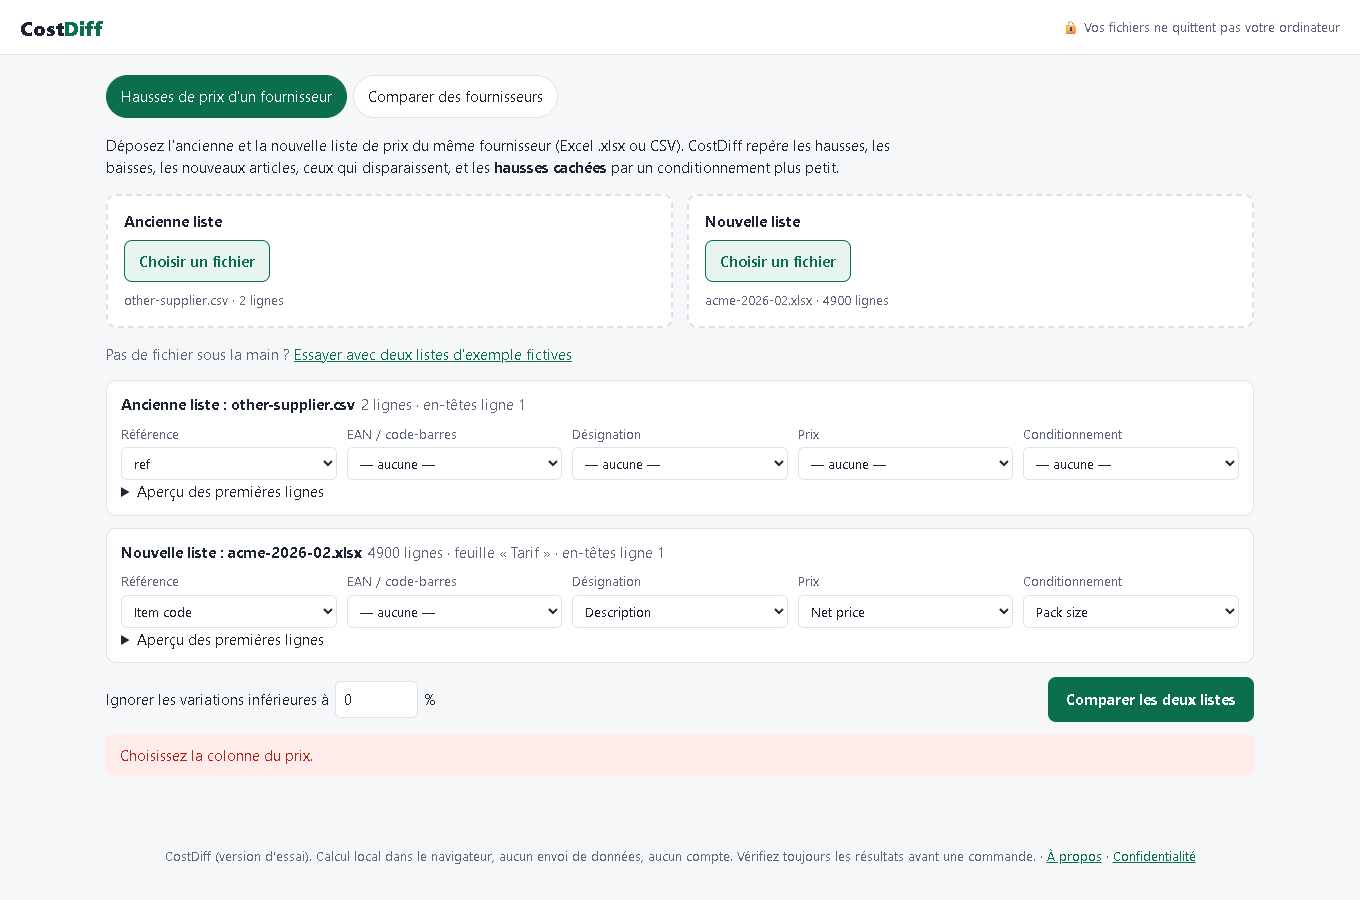 CostDiff
Vos fichiers ne quittent pas votre ordinateur
Hausses de prix d'un fournisseur
Comparer des fournisseurs
Déposez l'ancienne et la nouvelle liste de prix du même fournisseur (Excel .xlsx ou CSV). CostDiff repère les hausses, les
baisses, les nouveaux articles, ceux qui disparaissent, et les hausses cachées par un conditionnement plus petit.
Ancienne liste
Choisir un fichier
other-supplier.csv · 2 lignes
Nouvelle liste
Choisir un fichier
acme-2026-02.xlsx · 4900 lignes
Pas de fichier sous la main ? Essayer avec deux listes d'exemple fictives
Ancienne liste : other-supplier.csv 2 lignes · en-têtes ligne 1
Référence EAN / code-barres Désignation Prix Conditionnement
ref — aucune — — aucune — — aucune — — aucune —
Aperçu des premières lignes
Nouvelle liste : acme-2026-02.xlsx 4900 lignes · feuille « Tarif » · en-têtes ligne 1
Référence EAN / code-barres Désignation Prix Conditionnement
Item code — aucune — Description Net price Pack size
Aperçu des premières lignes
Ignorer les variations inférieures à 0 %
Comparer les deux listes
Choisissez la colonne du prix.
CostDiff (version d'essai). Calcul local dans le navigateur, aucun envoi de données, aucun compte. Vérifiez toujours les résultats avant une commande. · À propos · Confidentialité